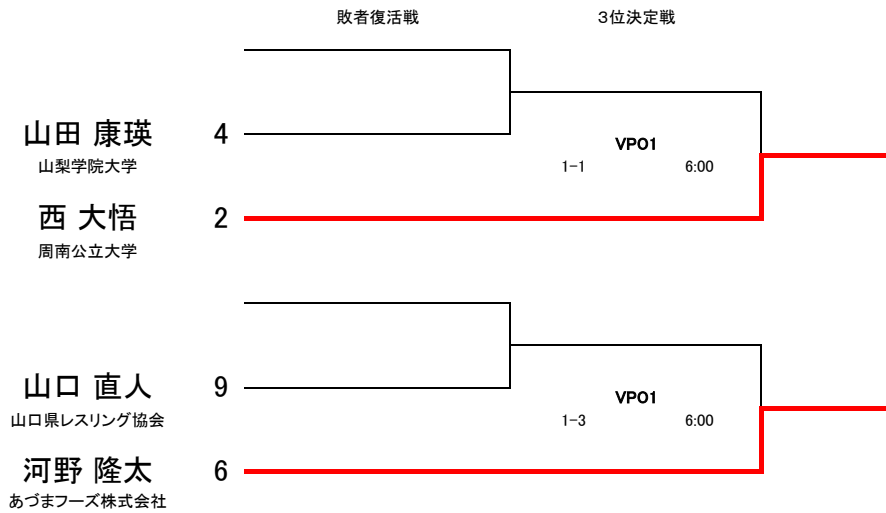 敗者復活戦 3位決定戦
山田 康瑛 4
山梨学院大学
VPO1
1-1 6:00
西 大悟 2
周南公立大学
山口 直人 9
山口県レスリング協会
VPO1
1-3 6:00
河野 隆太 6
あづまフーズ株式会社